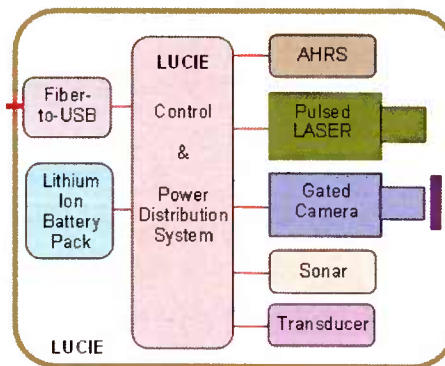 Fiber-
to-USB
Lithium
Ion
Battery
Pack
LUCIE
Control
&
Power
Distribution
System
AHRS
Pulsed
LASER
Gated
Camera
Sonar
Transducer
LUCIE